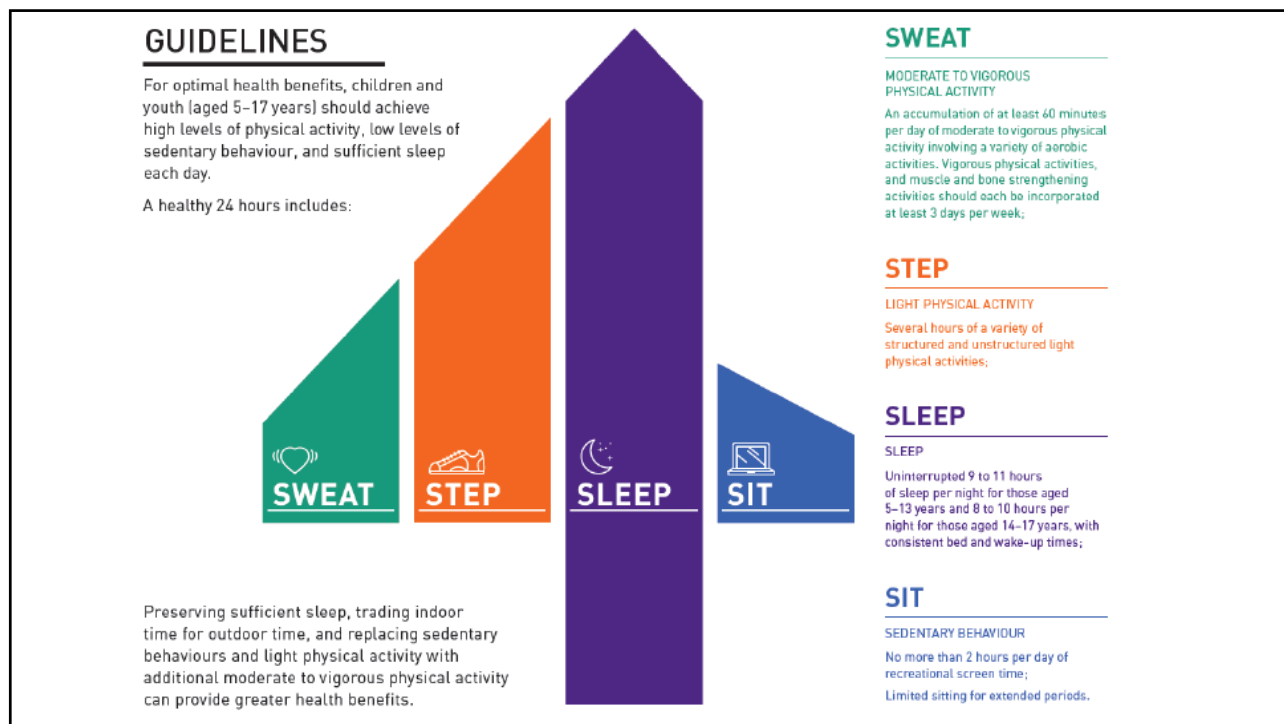 GUIDELINES
For optimal health benefits, children and
youth (aged 5–17 years) should achieve
high levels of physical activity, low levels of
sedentary behaviour, and sufficient sleep
each day.
A healthy 24 hours includes:
SWEAT
STEP
SLEEP
SIT
Preserving sufficient sleep, trading indoor
time for outdoor time, and replacing sedentary
behaviours and light physical activity with
additional moderate to vigorous physical activity
can provide greater health benefits.
SWEAT
MODERATE TO VIGOROUS
PHYSICAL ACTIVITY
An accumulation of at least 60 minutes
per day of moderate to vigorous physical
activity involving a variety of aerobic
activities. Vigorous physical activities,
and muscle and bone strengthening
activities should each be incorporated
at least 3 days per week;
STEP
LIGHT PHYSICAL ACTIVITY
Several hours of a variety of
structured and unstructured light
physical activities;
SLEEP
SLEEP
Uninterrupted 9 to 11 hours
of sleep per night for those aged
5–13 years and 8 to 10 hours per
night for those aged 14–17 years, with
consistent bed and wake-up times;
SIT
SEDENTARY BEHAVIOUR
No more than 2 hours per day of
recreational screen time;
Limited sitting for extended periods.